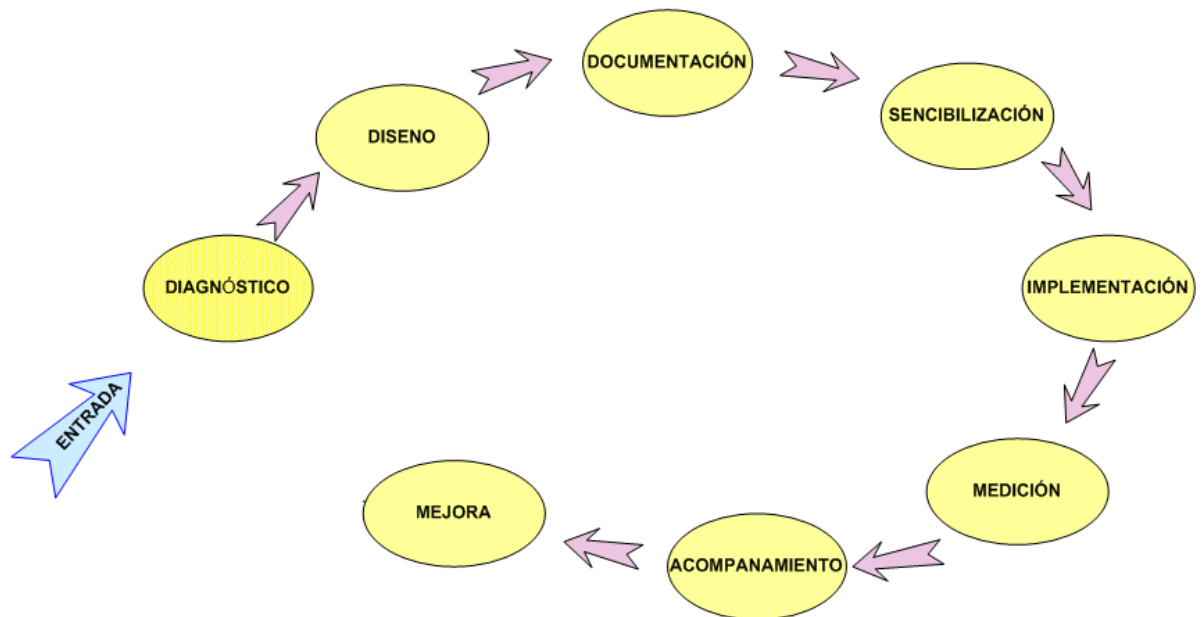 ENTRADA
DIAGNÓSTICO
DISENO
DOCUMENTACIÓN
SENCIBILIZACIÓN
IMPLEMENTACIÓN
MEDICIÓN
ACOMPANAMIENTO
MEJORA